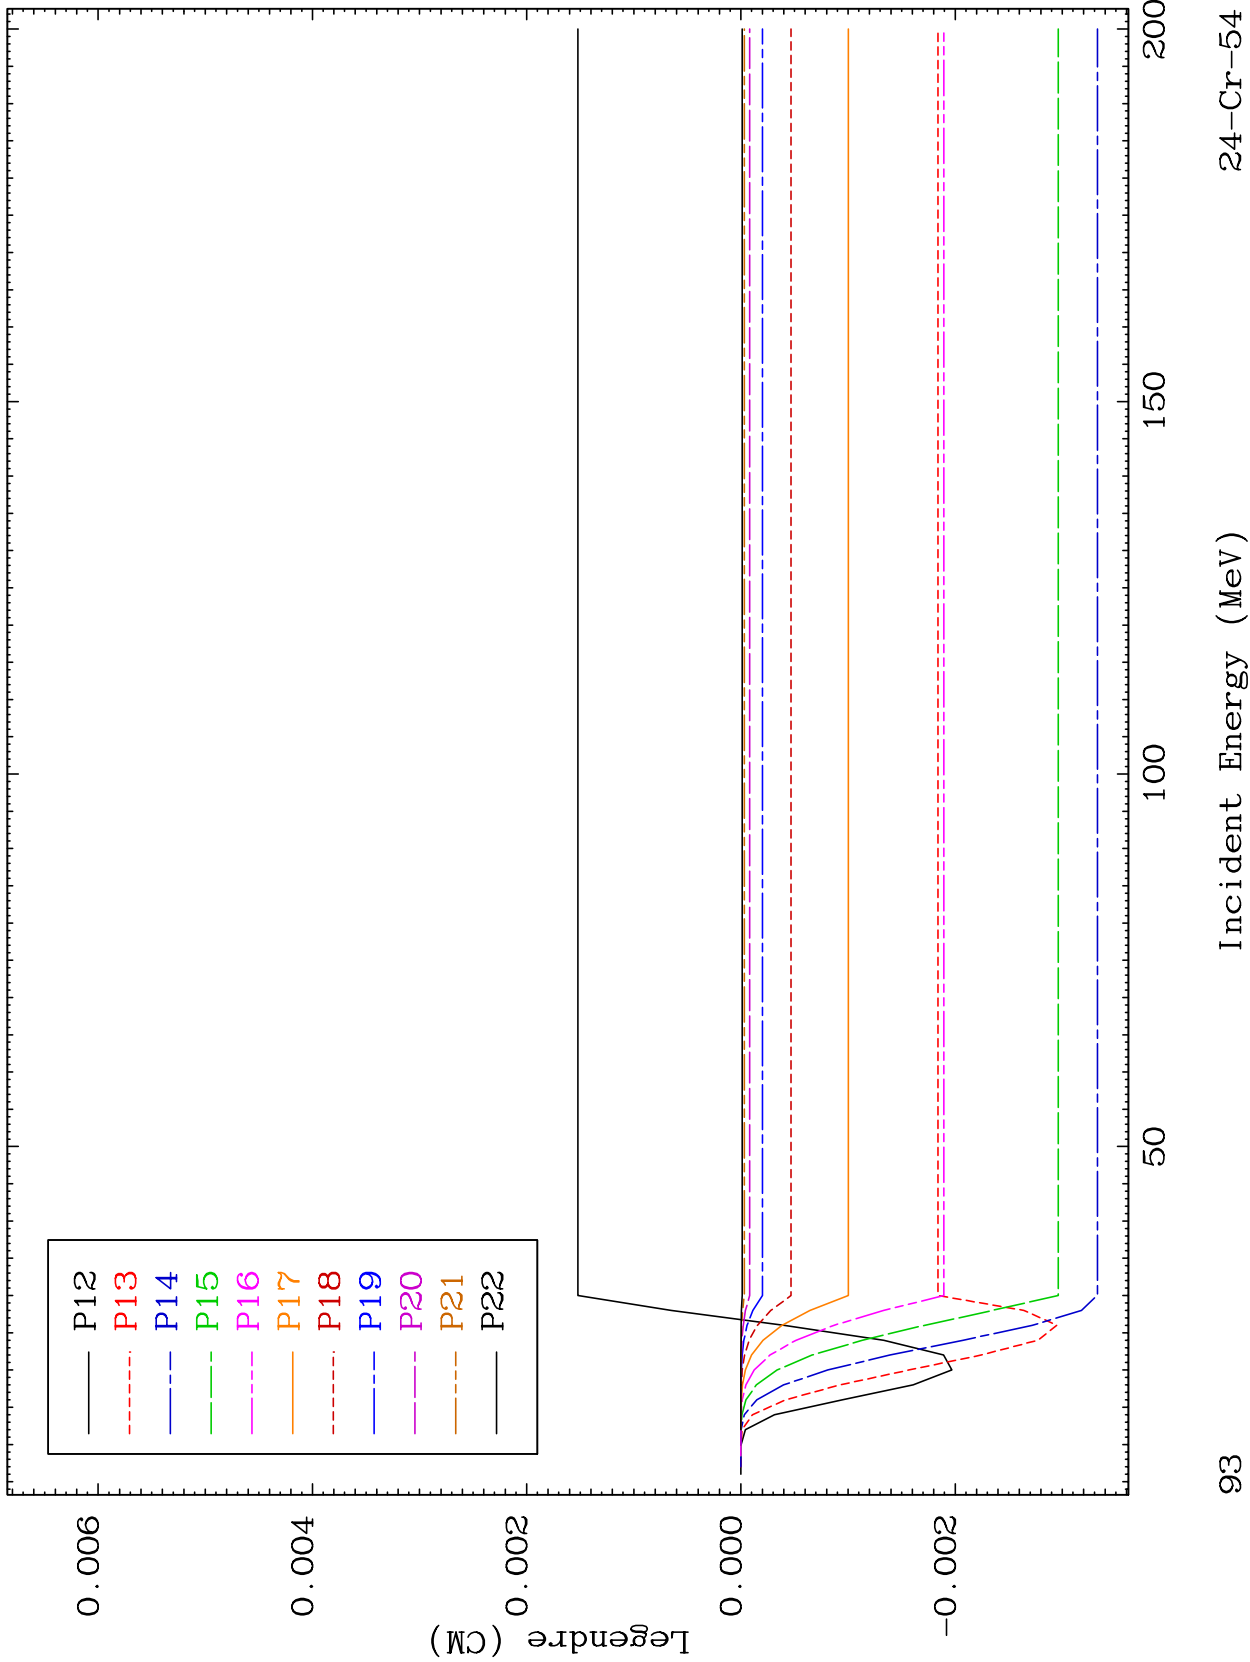 P12
P13
P14
P15
P16
P17
P18
P19
P20
P21
P22
0.006
0.004
0.002
0.000
-0.002
Legendre (CM)
50
100
150
200
93
Incident Energy (MeV)
24-Cr-54